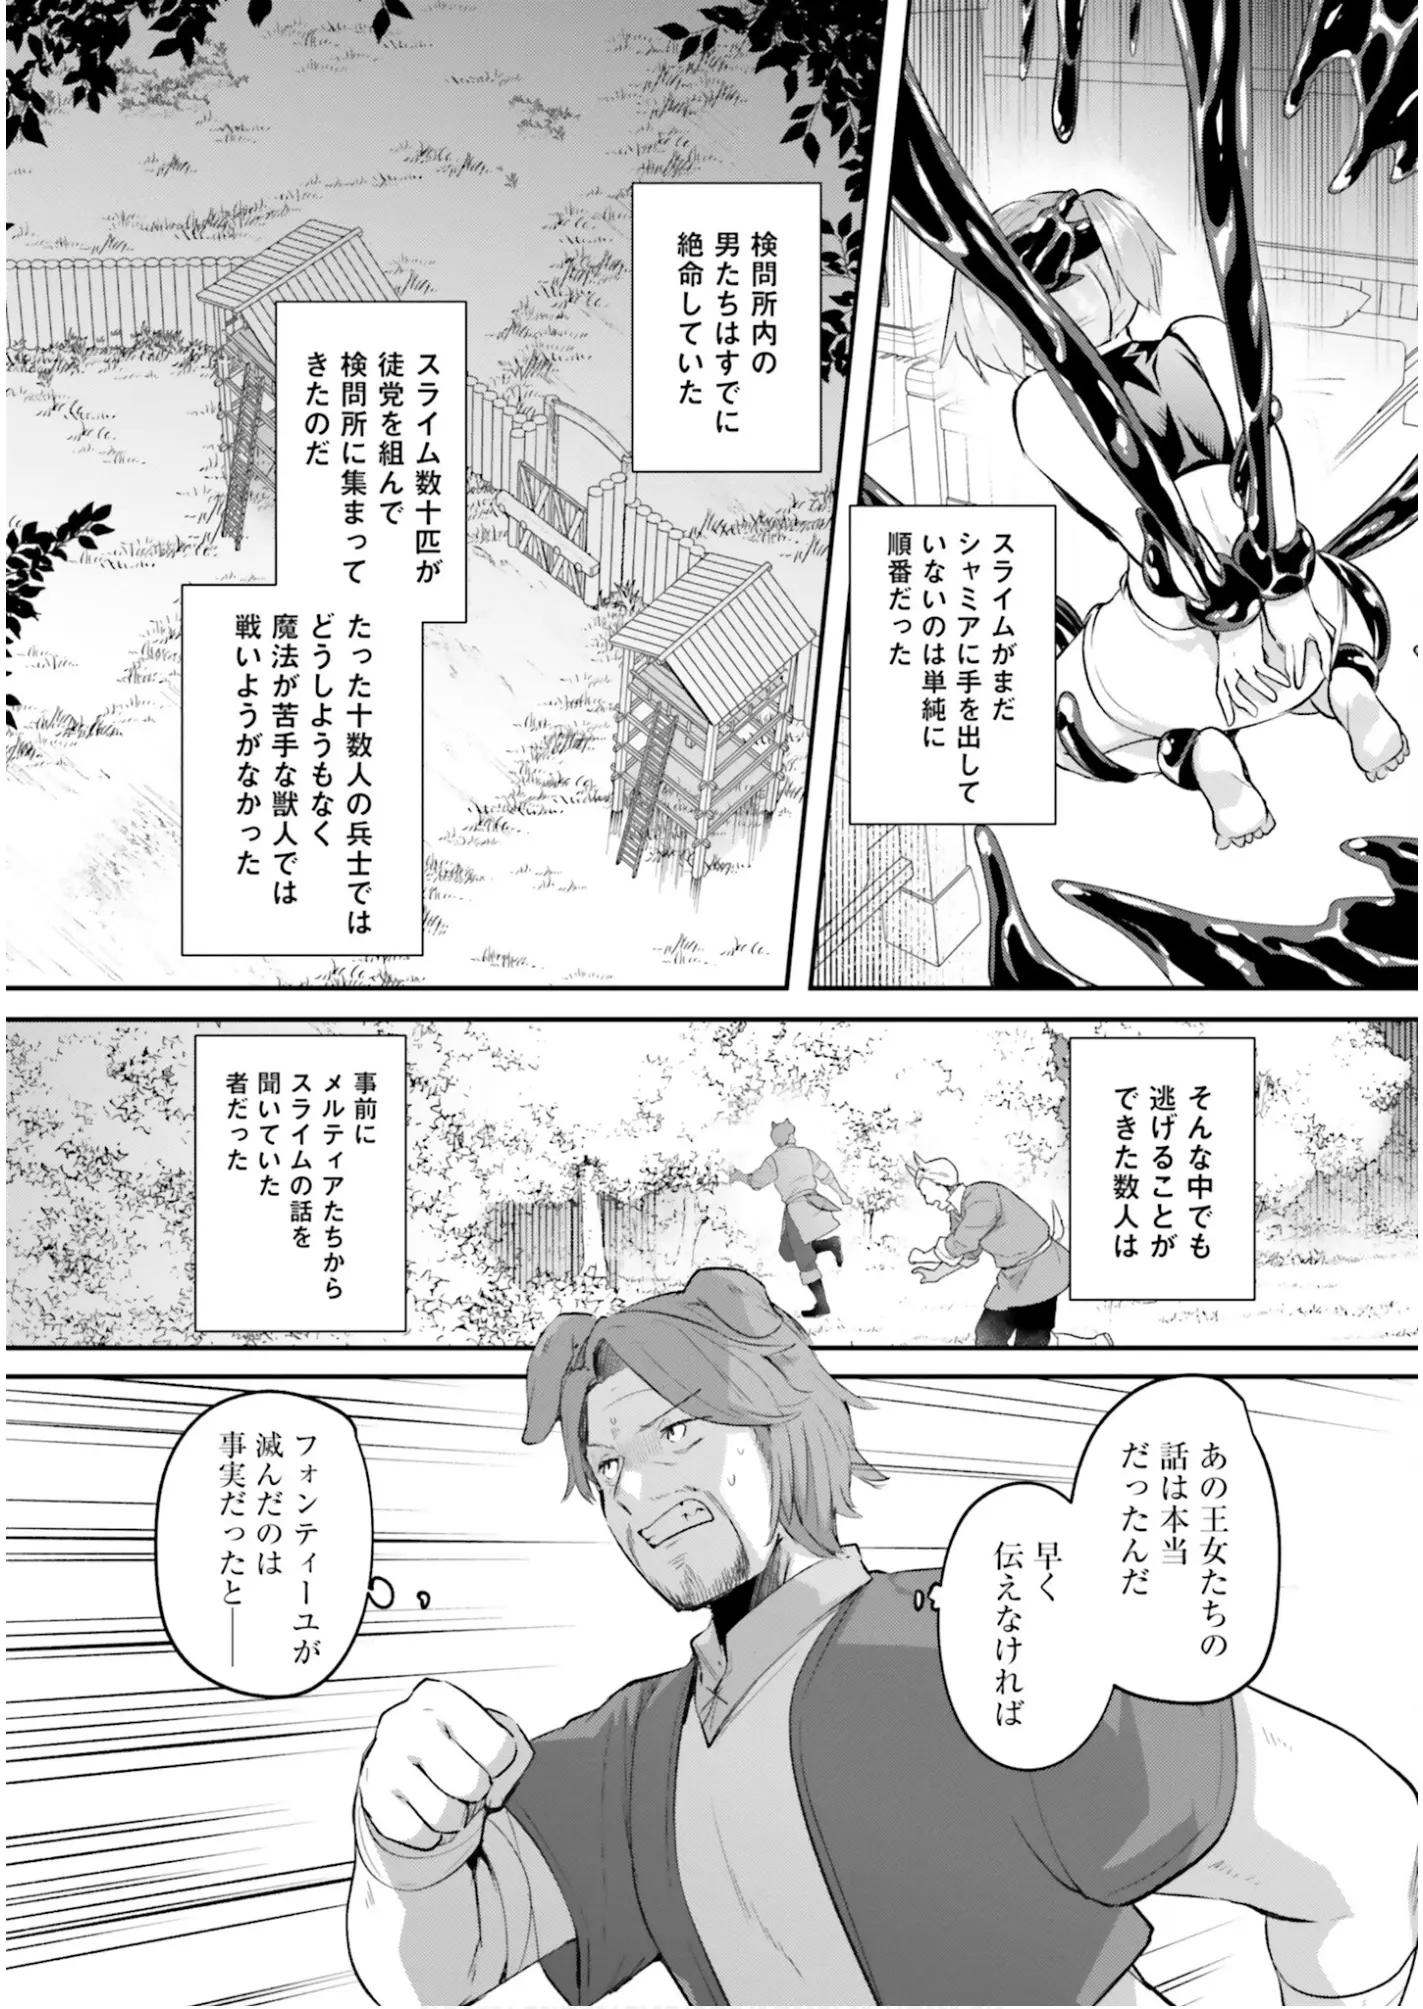 スライムがまだ
シャミアに手を出して
いないのは単純に
順番だった
検問所内の
男たちはすでに
絶命していた
スライム数十匹が
徒党を組んで
検問所に集まって
きたのだ
たった十数人の兵士では
どうしようもなく
魔法が苦手な獣人では
戦いようがなかった
そんな中でも
逃げることが
できた数人は
事前に
メルティアたちから
スライムの話を
聞いていた
者だった
あの王女たちの
話は本当
だったんだ
早く
伝えなければ
フォンティーユが
滅んだのは
事実だったと──